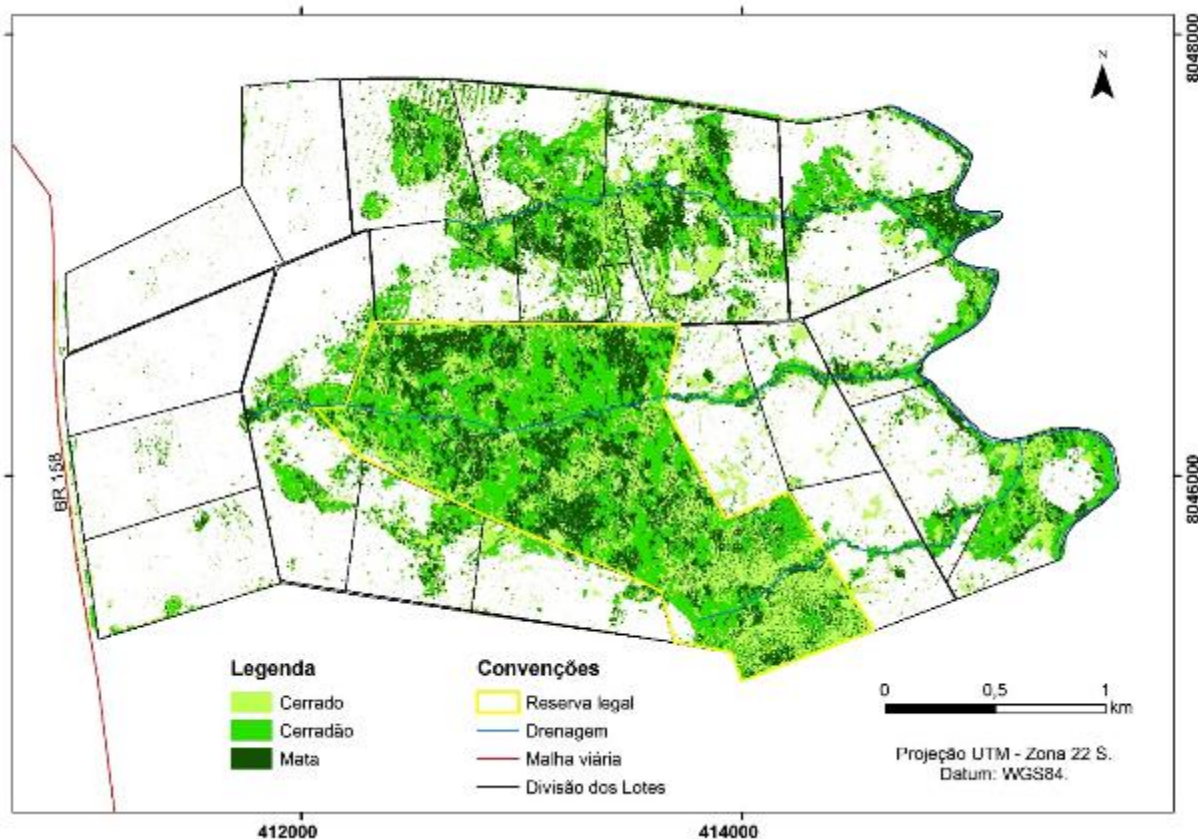 N
8048000
BR 158
8046000
Legenda
Cerrado
Cerradão
Mata
Convenções
Reserva legal
Drenagem
Malha viária
Divisão dos Lotes
0 0,5 1
km
Projeção UTM - Zona 22 S.
Datum: WGS84.
412000 414000